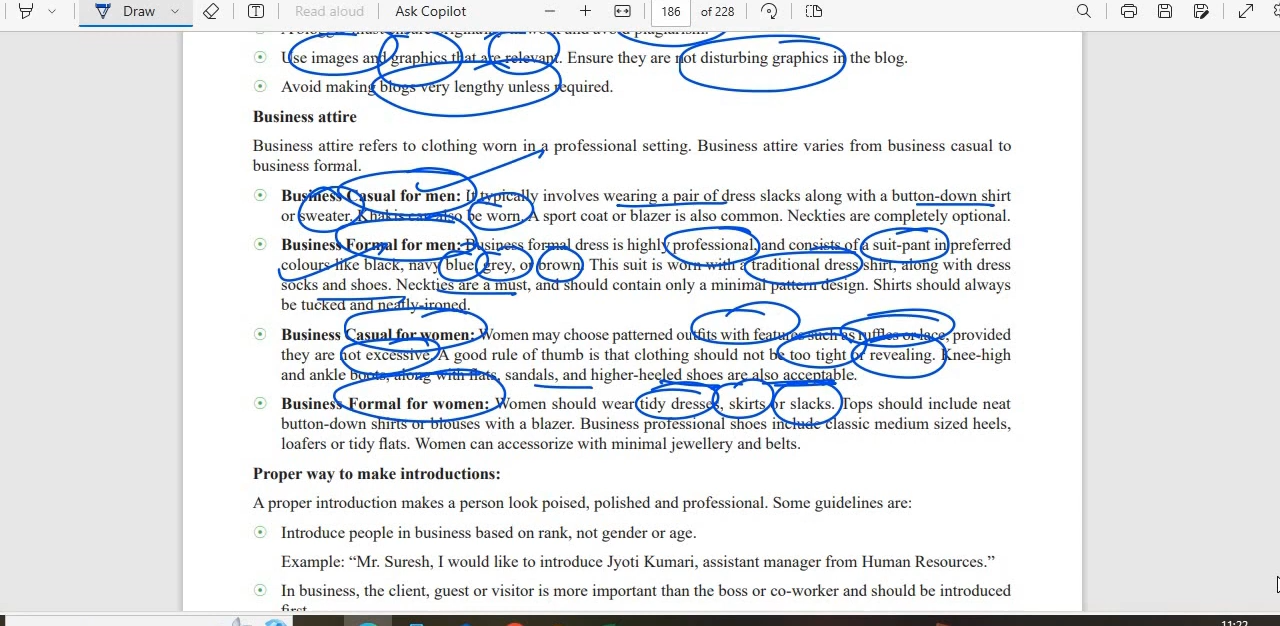 Draw
Read aloud
Ask Copilot
186 of 228
Use images and graphics that are relevant. Ensure they are not disturbing graphics in the blog.
Avoid making blogs very lengthy unless required.
Business attire
Business attire refers to clothing worn in a professional setting. Business attire varies from business casual to
business formal.
Business Casual for men: It typically involves wearing a pair of dress slacks along with a button-down shirt
or sweater. Khakis can also be worn. A sport coat or blazer is also common. Neckties are completely optional.
Business Formal for men: Business formal dress is highly professional, and consists of a suit-pant in preferred
colours like black, navy blue, grey, or brown. This suit is worn with a traditional dress shirt, along with dress
socks and shoes. Neckties are a must, and should contain only a minimal pattern design. Shirts should always
be tucked and neatly-ironed.
Business Casual for women: Women may choose patterned outfits with features such as ruffles or lace, provided
they are not excessive. A good rule of thumb is that clothing should not be too tight or revealing. Knee-high
and ankle boots, along with flats, sandals, and higher-heeled shoes are also acceptable.
Business Formal for women: Women should wear tidy dresses, skirts or slacks. Tops should include neat
button-down shirts or blouses with a blazer. Business professional shoes include classic medium sized heels,
loafers or tidy flats. Women can accessorize with minimal jewellery and belts.
Proper way to make introductions:
A proper introduction makes a person look poised, polished and professional. Some guidelines are:
Introduce people in business based on rank, not gender or age.
Example: “Mr. Suresh, I would like to introduce Jyoti Kumari, assistant manager from Human Resources.”
In business, the client, guest or visitor is more important than the boss or co-worker and should be introduced
first
11:22